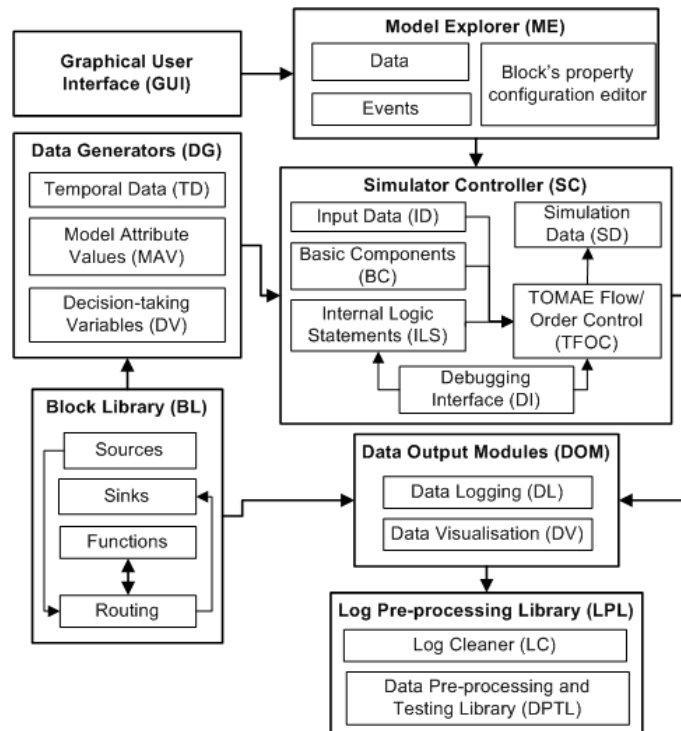 Model Explorer (ME)
Graphical User
Interface (GUI)
Data
Events
Block's property
configuration editor
Data Generators (DG)
Temporal Data (TD)
Model Attribute
Values (MAV)
Decision-taking
Variables (DV)
Simulator Controller (SC)
Input Data (ID)
Basic Components
(BC)
Internal Logic
Statements (ILS)
Simulation
Data (SD)
TOMAE Flow/
Order Control
(TFOC)
Debugging
Interface (DI)
Block Library (BL)
Sources
Sinks
Functions
Routing
Data Output Modules (DOM)
Data Logging (DL)
Data Visualisation (DV)
Log Pre-processing Library (LPL)
Log Cleaner (LC)
Data Pre-processing and
Testing Library (DPTL)